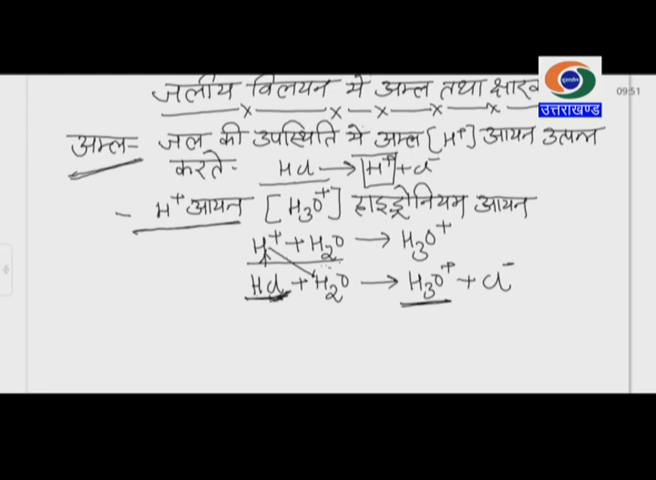 जलीय विलयन में अम्ल तथा क्षारक
उत्तराखण्ड
09:51
अम्ल- जल की उपस्थिति में अम्ल [H⁺] आयन उत्पन्न
करते- HCl → H⁺ + Cl⁻
- H⁺ आयन [H₃O⁺] हाइड्रोनियम आयन
H⁺ + H₂O → H₃O⁺
HCl + H₂O → H₃O⁺ + Cl⁻